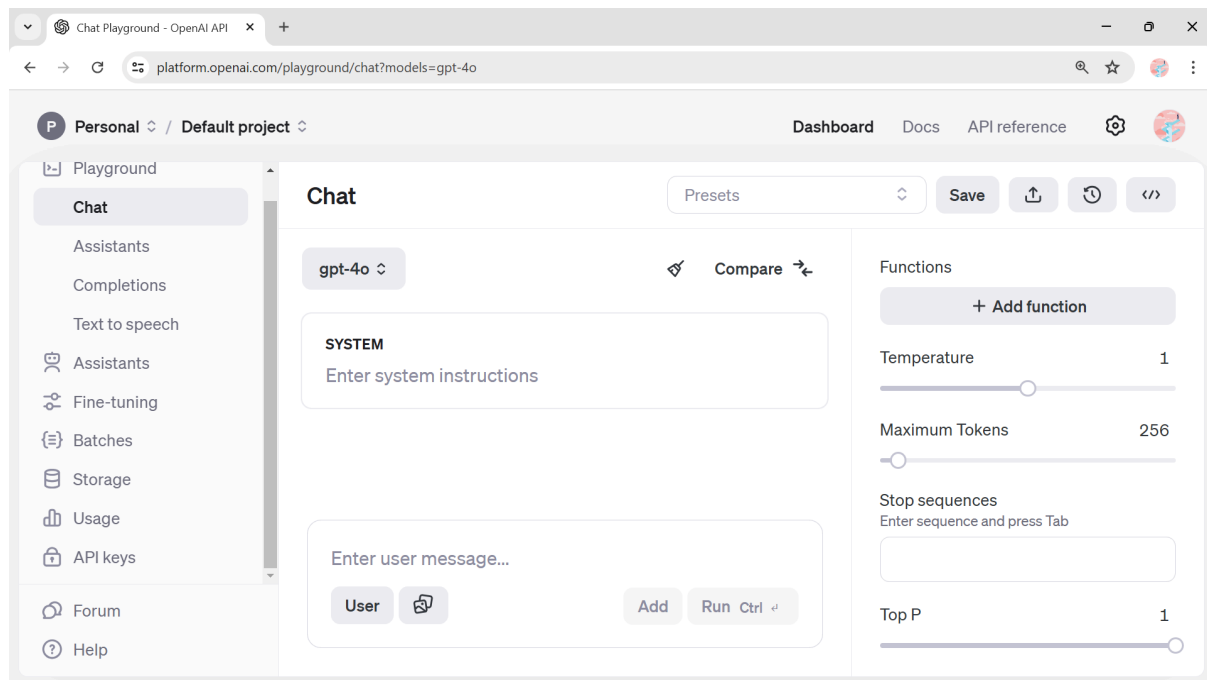 Chat Playground - OpenAI API
platform.openai.com/playground/chat?models=gpt-4o
P Personal / Default project
Dashboard Docs API reference
Playground
Chat
Assistants
Completions
Text to speech
Assistants
Fine-tuning
Batches
Storage
Usage
API keys
Forum
Help
Chat
Presets
Save
gpt-4o
Compare
SYSTEM
Enter system instructions
Enter user message...
User
Add
Run Ctrl ↵
Functions
+ Add function
Temperature 1
Maximum Tokens 256
Stop sequences
Enter sequence and press Tab
Top P 1